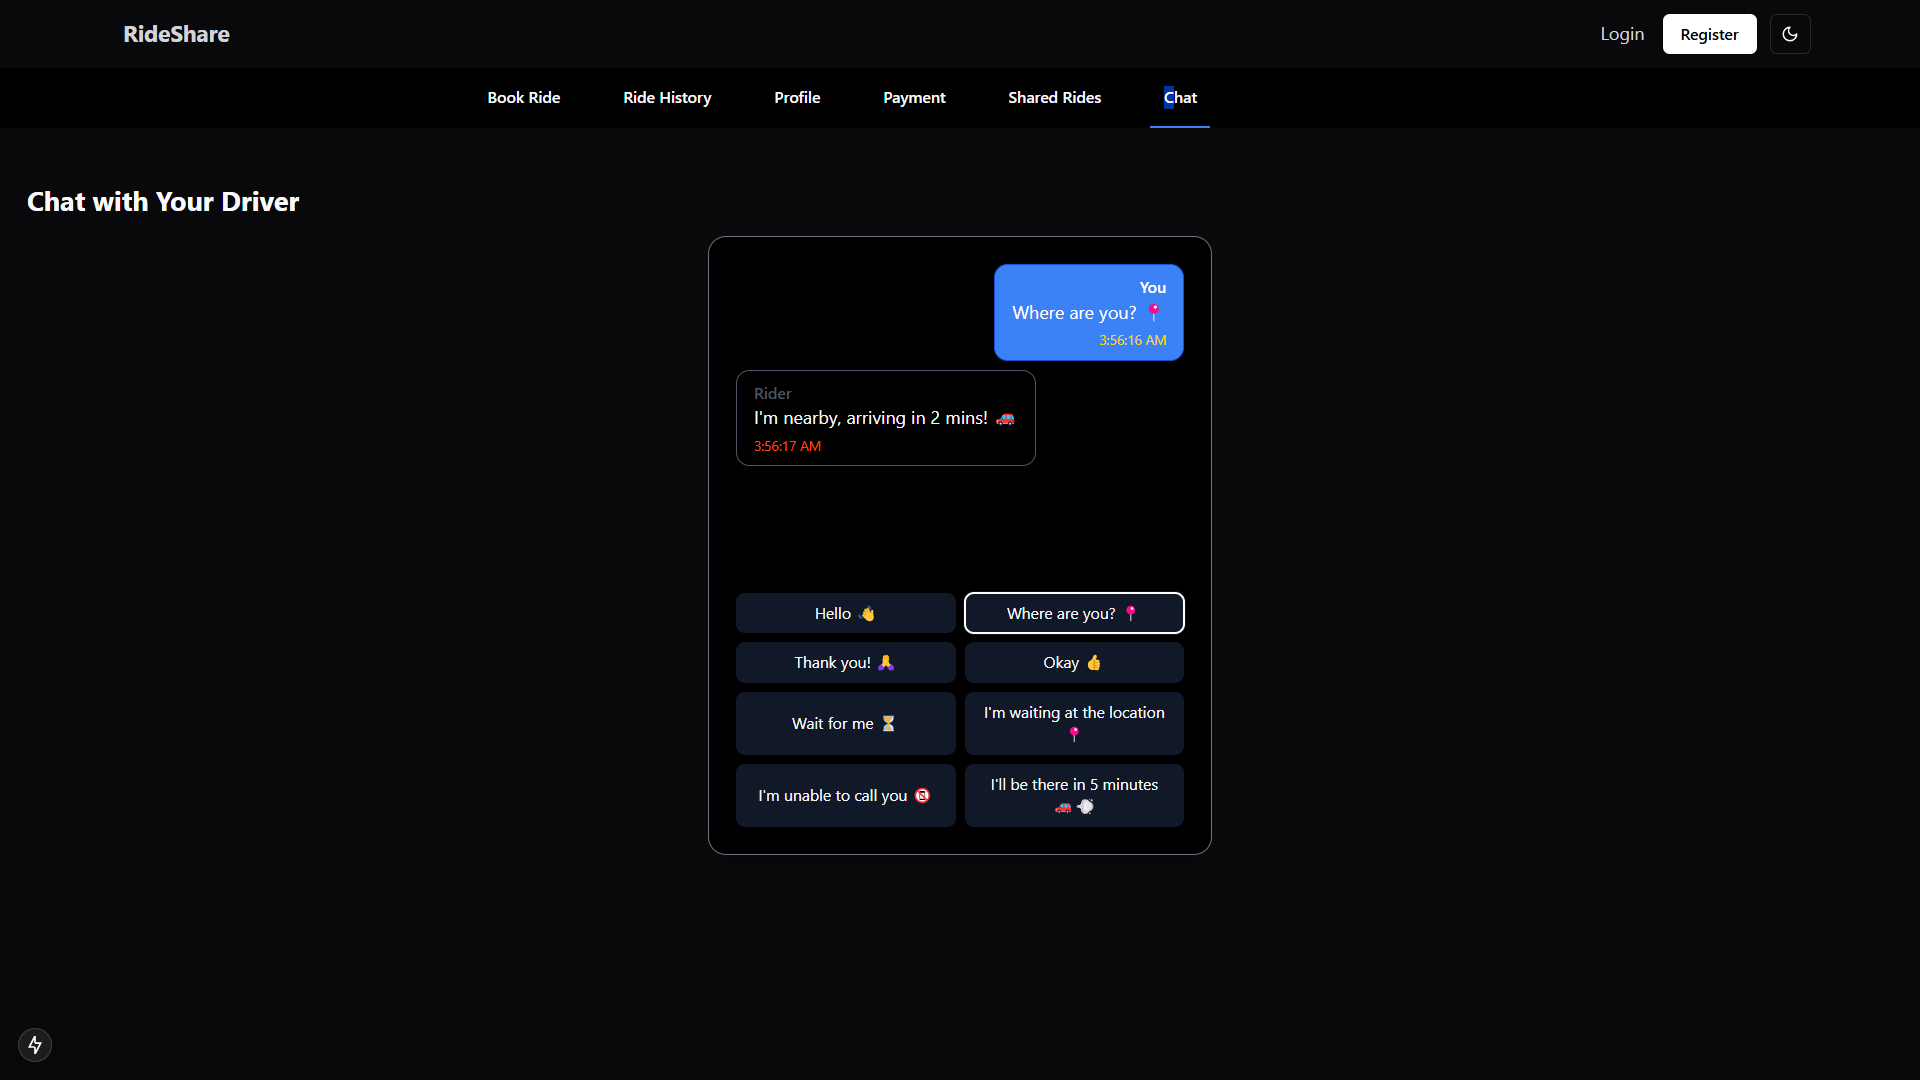 RideShare
Login
Register
Book Ride
Ride History
Profile
Payment
Shared Rides
Chat
Chat with Your Driver
You
Where are you? 📍
3:56:16 AM
Rider
I'm nearby, arriving in 2 mins! 🚗
3:56:17 AM
Hello 👋
Where are you? 📍
Thank you! 🙏
Okay 👍
Wait for me ⏳
I'm waiting at the location
📍
I'm unable to call you 📵
I'll be there in 5 minutes
🚗 💨